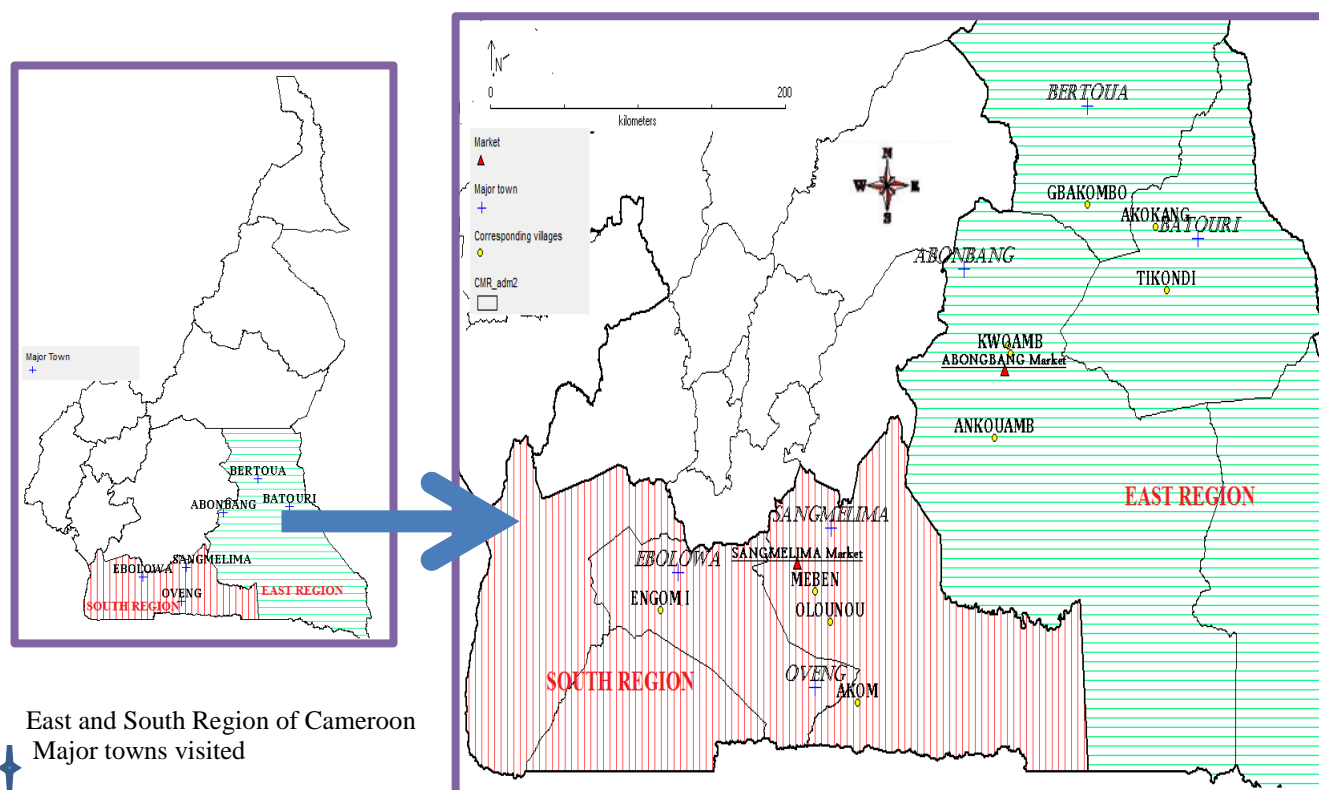 Major Town
BERTOUA
BATOURI
ABONBANG
SANGMELIMA
EBOLOWA
OVENG
EAST REGION
SOUTH REGION
East and South Region of Cameroon
Major towns visited
N
0
200
kilometers
Market
Major town
Corresponding villages
CMR_adm2
N
W
E
S
BERTOUA
GBAKOMBO
AKOKANG
BATOURI
ABONBANG
TIKONDI
KWOAMB
ABONGBANG Market
ANKOUAMB
EAST REGION
SANGMELIMA
SANGMELIMA Market
EBOLOWA
MEBEN
ENGOMI
OLOUNOU
OVENG
SOUTH REGION
AKOM